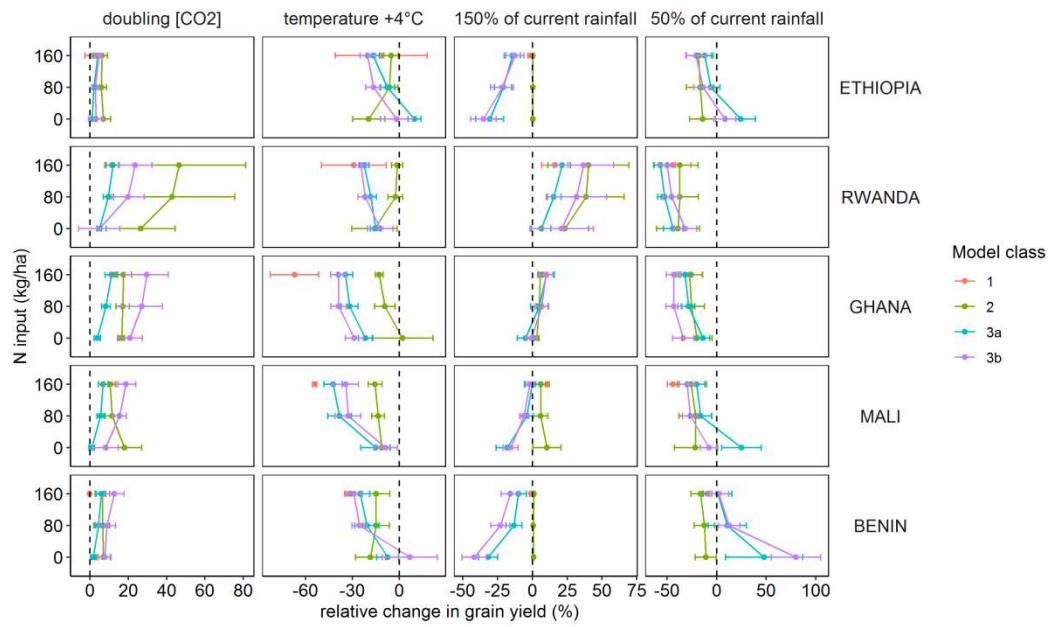 doubling [CO2] temperature +4°C 150% of current rainfall 50% of current rainfall
160
80
0
ETHIOPIA
160
80
0
RWANDA
N input (kg/ha)
160
80
0
GHANA
160
80
0
MALI
160
80
0
BENIN
0 20 40 60 80 -100 -50 0 -50 -25 0 25 50 75 -50 0 50 100
relative change in grain yield (%)
Model class
1
2
3a
3b